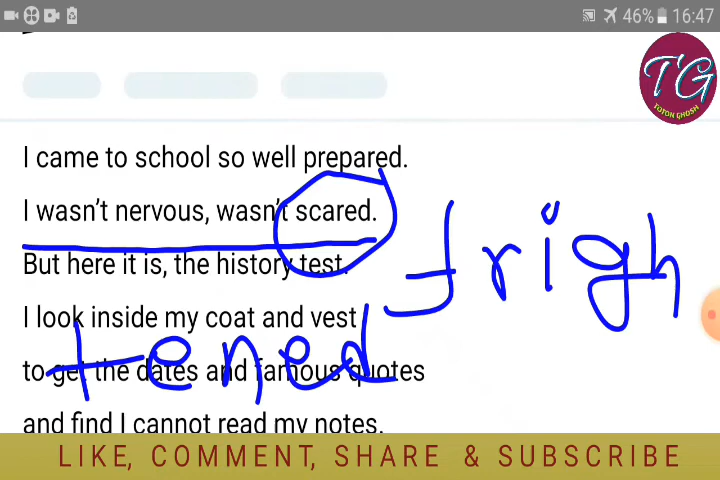 46% 16:47
TG
TOTON GHOSH
I came to school so well prepared.
I wasn't nervous, wasn't scared.
frigh
But here it is, the history test.
I look inside my coat and vest
tened
to get the dates and famous quotes
and find I cannot read my notes.
LIKE, COMMENT, SHARE & SUBSCRIBE